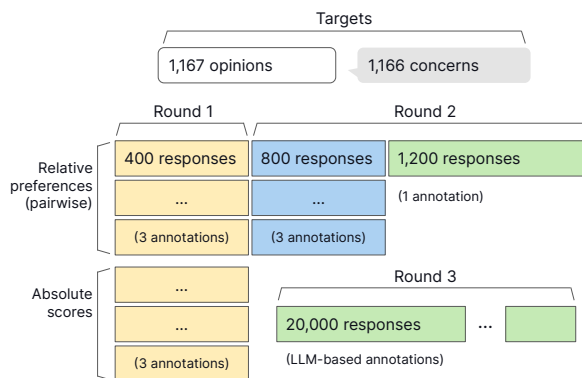 Targets
1,167 opinions
1,166 concerns
Round 1
Round 2
Relative
preferences
(pairwise)
400 responses
800 responses
1,200 responses
...
...
(1 annotation)
(3 annotations)
(3 annotations)
Absolute
scores
...
...
(3 annotations)
Round 3
20,000 responses
...
(LLM-based annotations)